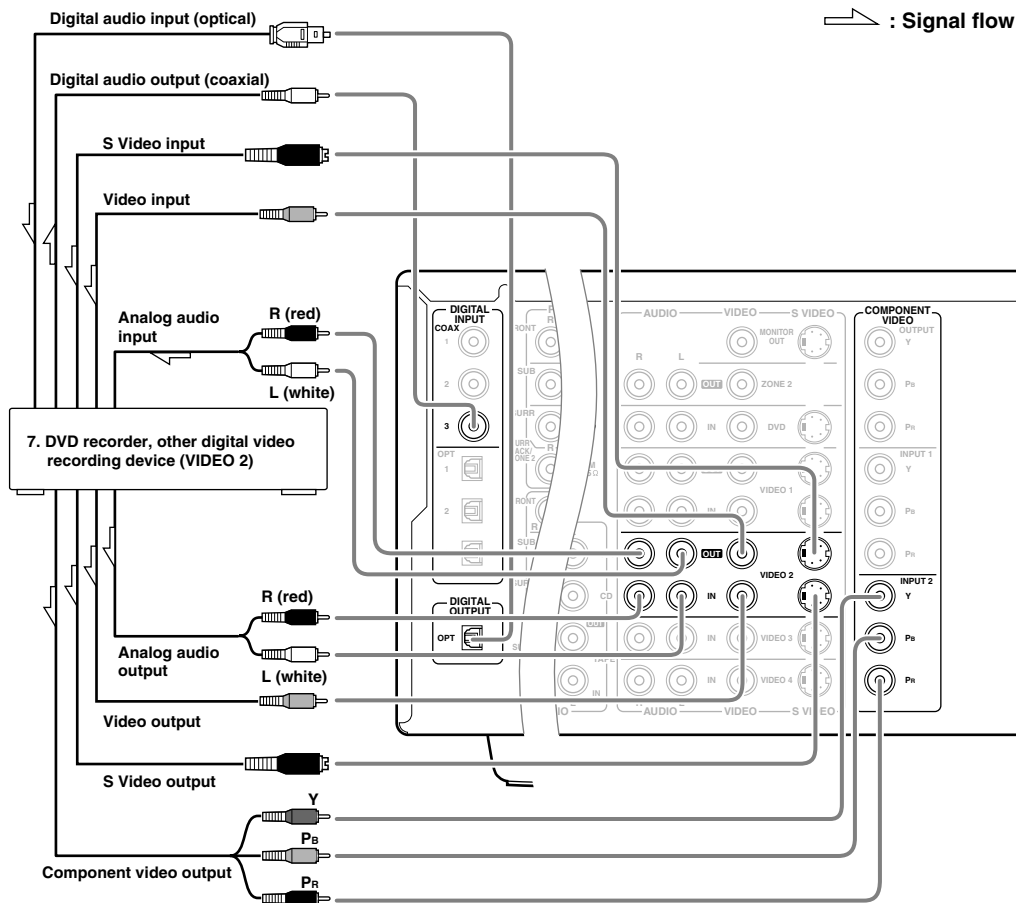 Digital audio input (optical)
: Signal flow
Digital audio output (coaxial)
S Video input
Video input
Analog audio
input
R (red)
L (white)
7. DVD recorder, other digital video
recording device (VIDEO 2)
R (red)
Analog audio
output
L (white)
Video output
S Video output
Y
PB
Component video output
PR
DIGITAL
INPUT
COAX
1
2
3
OPT
1
2
DIGITAL
OUTPUT
OPT
R
SUB
R
R
SUB
CD
OUT
IN
AUDIO
VIDEO
S VIDEO
MONITOR
OUT
R
L
OUT
ZONE 2
IN
DVD
VIDEO 1
IN
OUT
VIDEO 2
IN
IN
VIDEO 3
IN
VIDEO 4
AUDIO
VIDEO
S VIDEO
COMPONENT
VIDEO
OUTPUT
Y
PB
PR
INPUT 1
Y
PB
PR
INPUT 2
Y
PB
PR